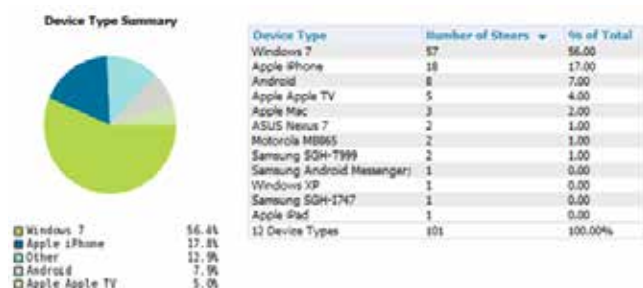 Device Type Summary
Windows 7 56.4%
Apple iPhone 17.8%
Other 12.9%
Android 7.9%
Apple Apple TV 5.0%
Device Type Number of Steers % of Total
Windows 7 57 56.00
Apple iPhone 18 17.00
Android 8 7.00
Apple Apple TV 5 4.00
Apple Mac 3 2.00
ASUS Nexus 7 2 1.00
Motorola MB865 2 1.00
Samsung SGH-T999 2 1.00
Samsung Android Messenger) 1 0.00
Windows XP 1 0.00
Samsung SGH-I747 1 0.00
Apple iPad 1 0.00
12 Device Types 101 100.00%